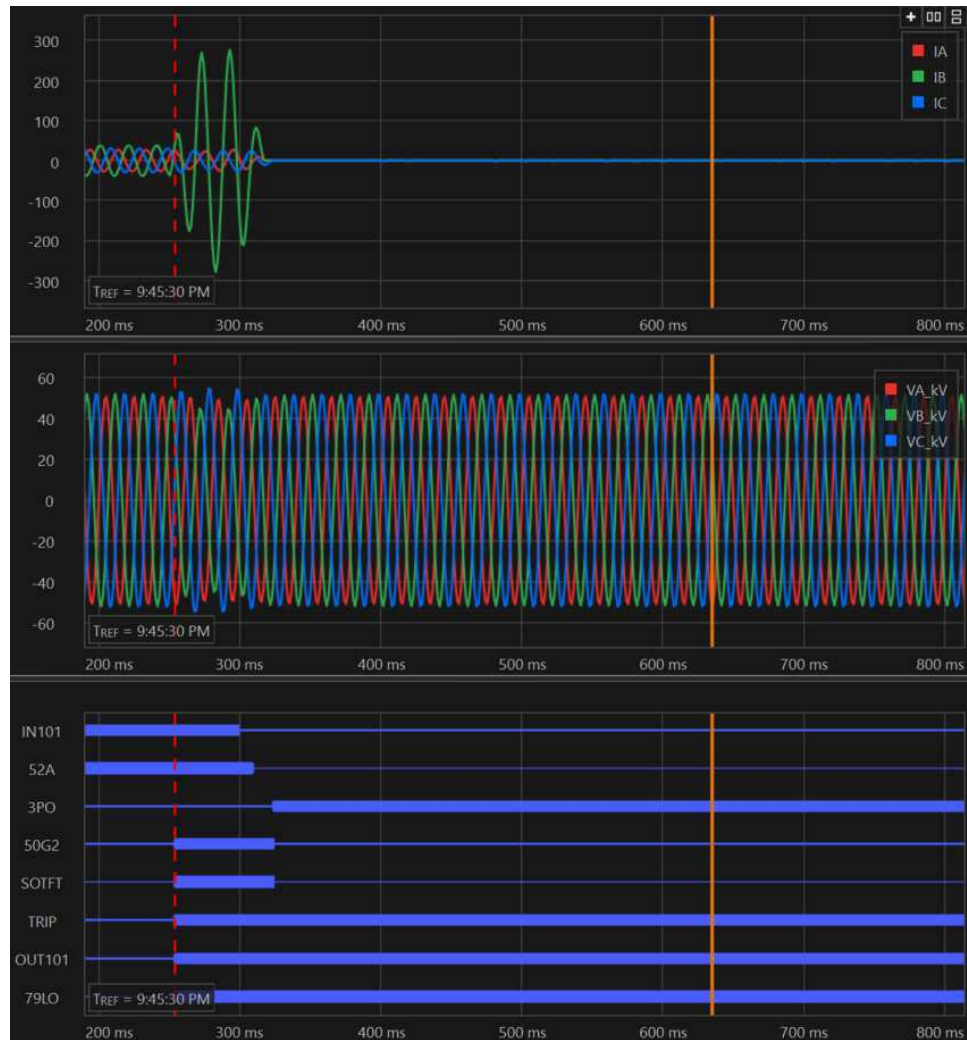 300
200
100
0
-100
-200
-300
IA
IB
IC
TREF = 9:45:30 PM
200 ms 300 ms 400 ms 500 ms 600 ms 700 ms 800 ms
60
40
20
0
-20
-40
-60
VA_kV
VB_kV
VC_kV
TREF = 9:45:30 PM
200 ms 300 ms 400 ms 500 ms 600 ms 700 ms 800 ms
IN101
52A
3PO
50G2
SOTFT
TRIP
OUT101
79LO
TREF = 9:45:30 PM
200 ms 300 ms 400 ms 500 ms 600 ms 700 ms 800 ms